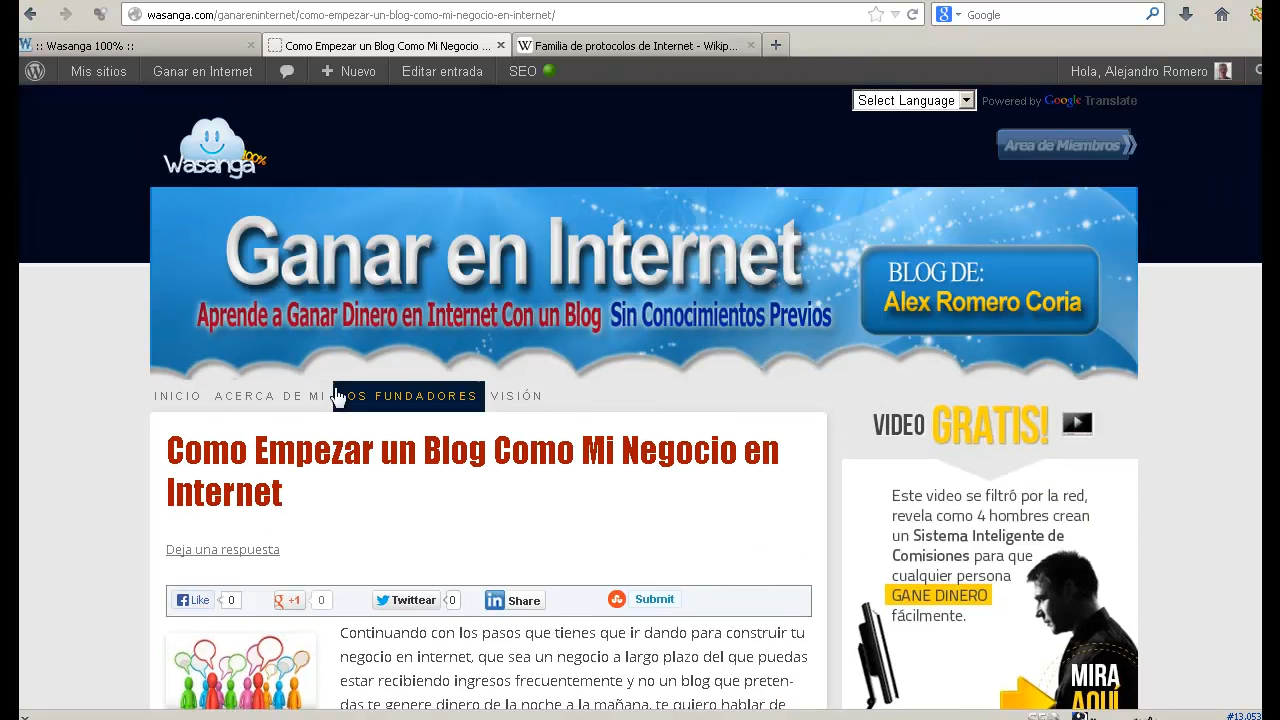 wasanga.com/ganareninternet/como-empezar-un-blog-como-mi-negocio-en-internet/
Google
:: Wasanga 100% ::
Como Empezar un Blog Como Mi Negocio ...
Familia de protocolos de Internet - Wikip...
Mis sitios
Ganar en Internet
Nuevo
Editar entrada
SEO
Hola, Alejandro Romero
Select Language
Powered by Google Translate
Wasanga 100%
Area de Miembros
Ganar en Internet
Aprende a Ganar Dinero en Internet Con un Blog Sin Conocimientos Previos
BLOG DE:
Alex Romero Coria
INICIO
ACERCA DE MI
OS FUNDADORES
VISIÓN
Como Empezar un Blog Como Mi Negocio en
Internet
Deja una respuesta
Like 0
+1 0
Twittear 0
Share
Submit
Continuando con los pasos que tienes que ir dando para construir tu
negocio en internet, que sea un negocio a largo plazo del que puedas
estar recibiendo ingresos frecuentemente y no un blog que preten-
das te genere dinero de la noche a la mañana, te quiero hablar de
VIDEO GRATIS!
Este video se filtró por la red,
revela como 4 hombres crean
un Sistema Inteligente de
Comisiones para que
cualquier persona
GANE DINERO
fácilmente.
MIRA
AQUÍ
#13,053